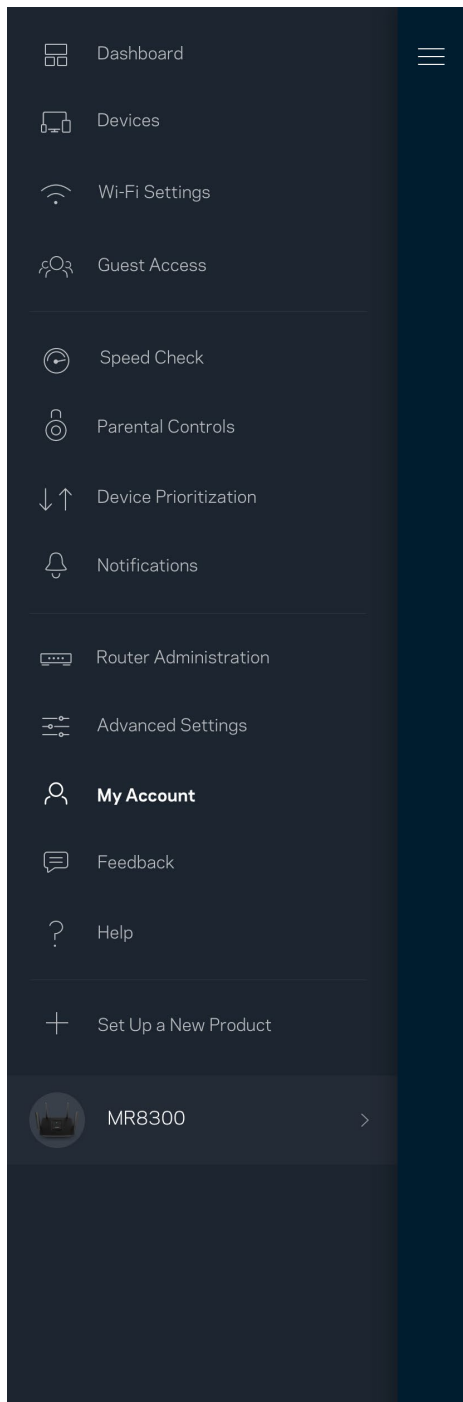 Dashboard
Devices
Wi-Fi Settings
Guest Access
Speed Check
Parental Controls
Device Prioritization
Notifications
Router Administration
Advanced Settings
My Account
Feedback
Help
Set Up a New Product
MR8300